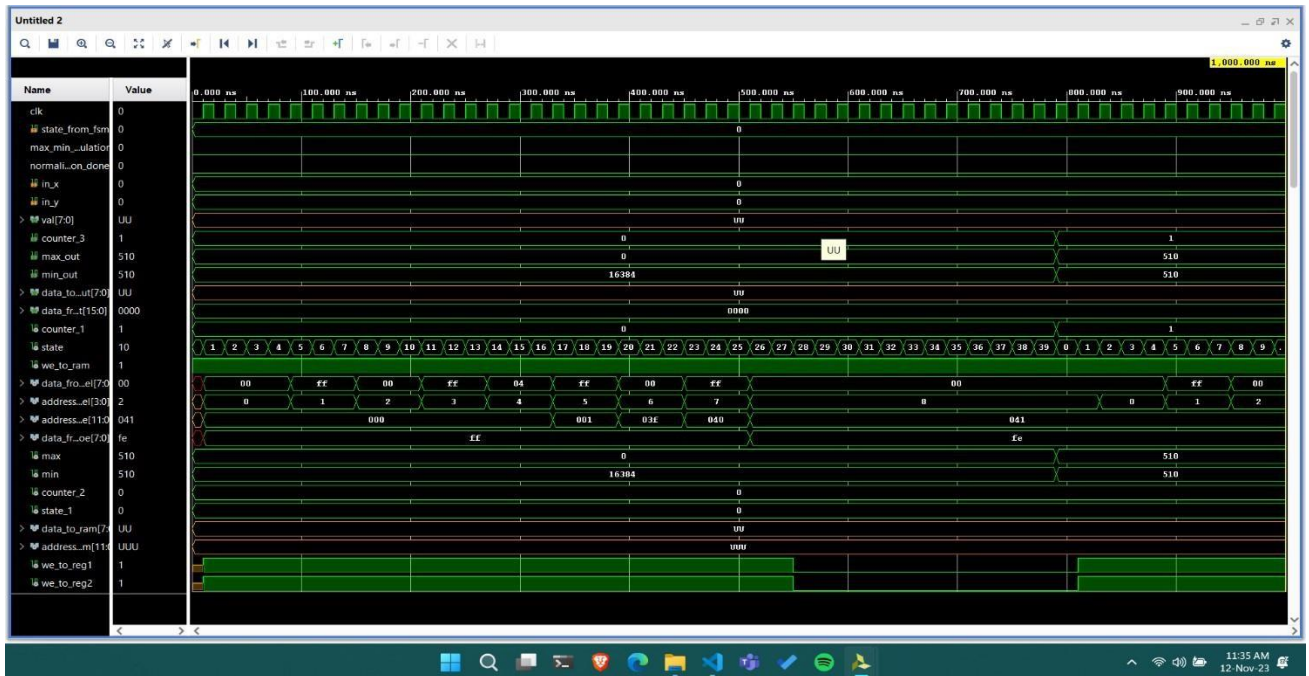 Untitled 2
1,000.000 ns
Name Value
0.000 ns 100.000 ns 200.000 ns 300.000 ns 400.000 ns 500.000 ns 600.000 ns 700.000 ns 800.000 ns 900.000 ns
clk 0
state_from_fsm 0 0
max_min_...ulation 0
normali...on_done 0
in_x 0 0
in_y 0 0
val[7:0] UU UU
counter_3 1 0 1
UU
max_out 510 0 510
min_out 510 16384 510
data_to...ut[7:0] UU UU
data_fr...t[15:0] 0000 0000
counter_1 1 0 1
state 10 1 2 3 4 5 6 7 8 9 10 11 12 13 14 15 16 17 18 19 20 21 22 23 24 25 26 27 28 29 30 31 32 33 34 35 36 37 38 39 0 1 2 3 4 5 6 7 8 9
we_to_ram 1
data_fro...el[7:0 00 00 ff 00 ff 04 ff 00 ff 00 ff 00
address...el[3:0] 2 0 1 2 3 4 5 6 7 0 0 1 2
address...e[11:0 041 000 001 03f 040 041
data_fr...oe[7:0] fe ff fe
max 510 0 510
min 510 16384 510
counter_2 0 0
state_1 0 0
data_to_ram[7: UU UU
address...m[11:0 UUU UUU
we_to_reg1 1
we_to_reg2 1
11:35 AM
12-Nov-23